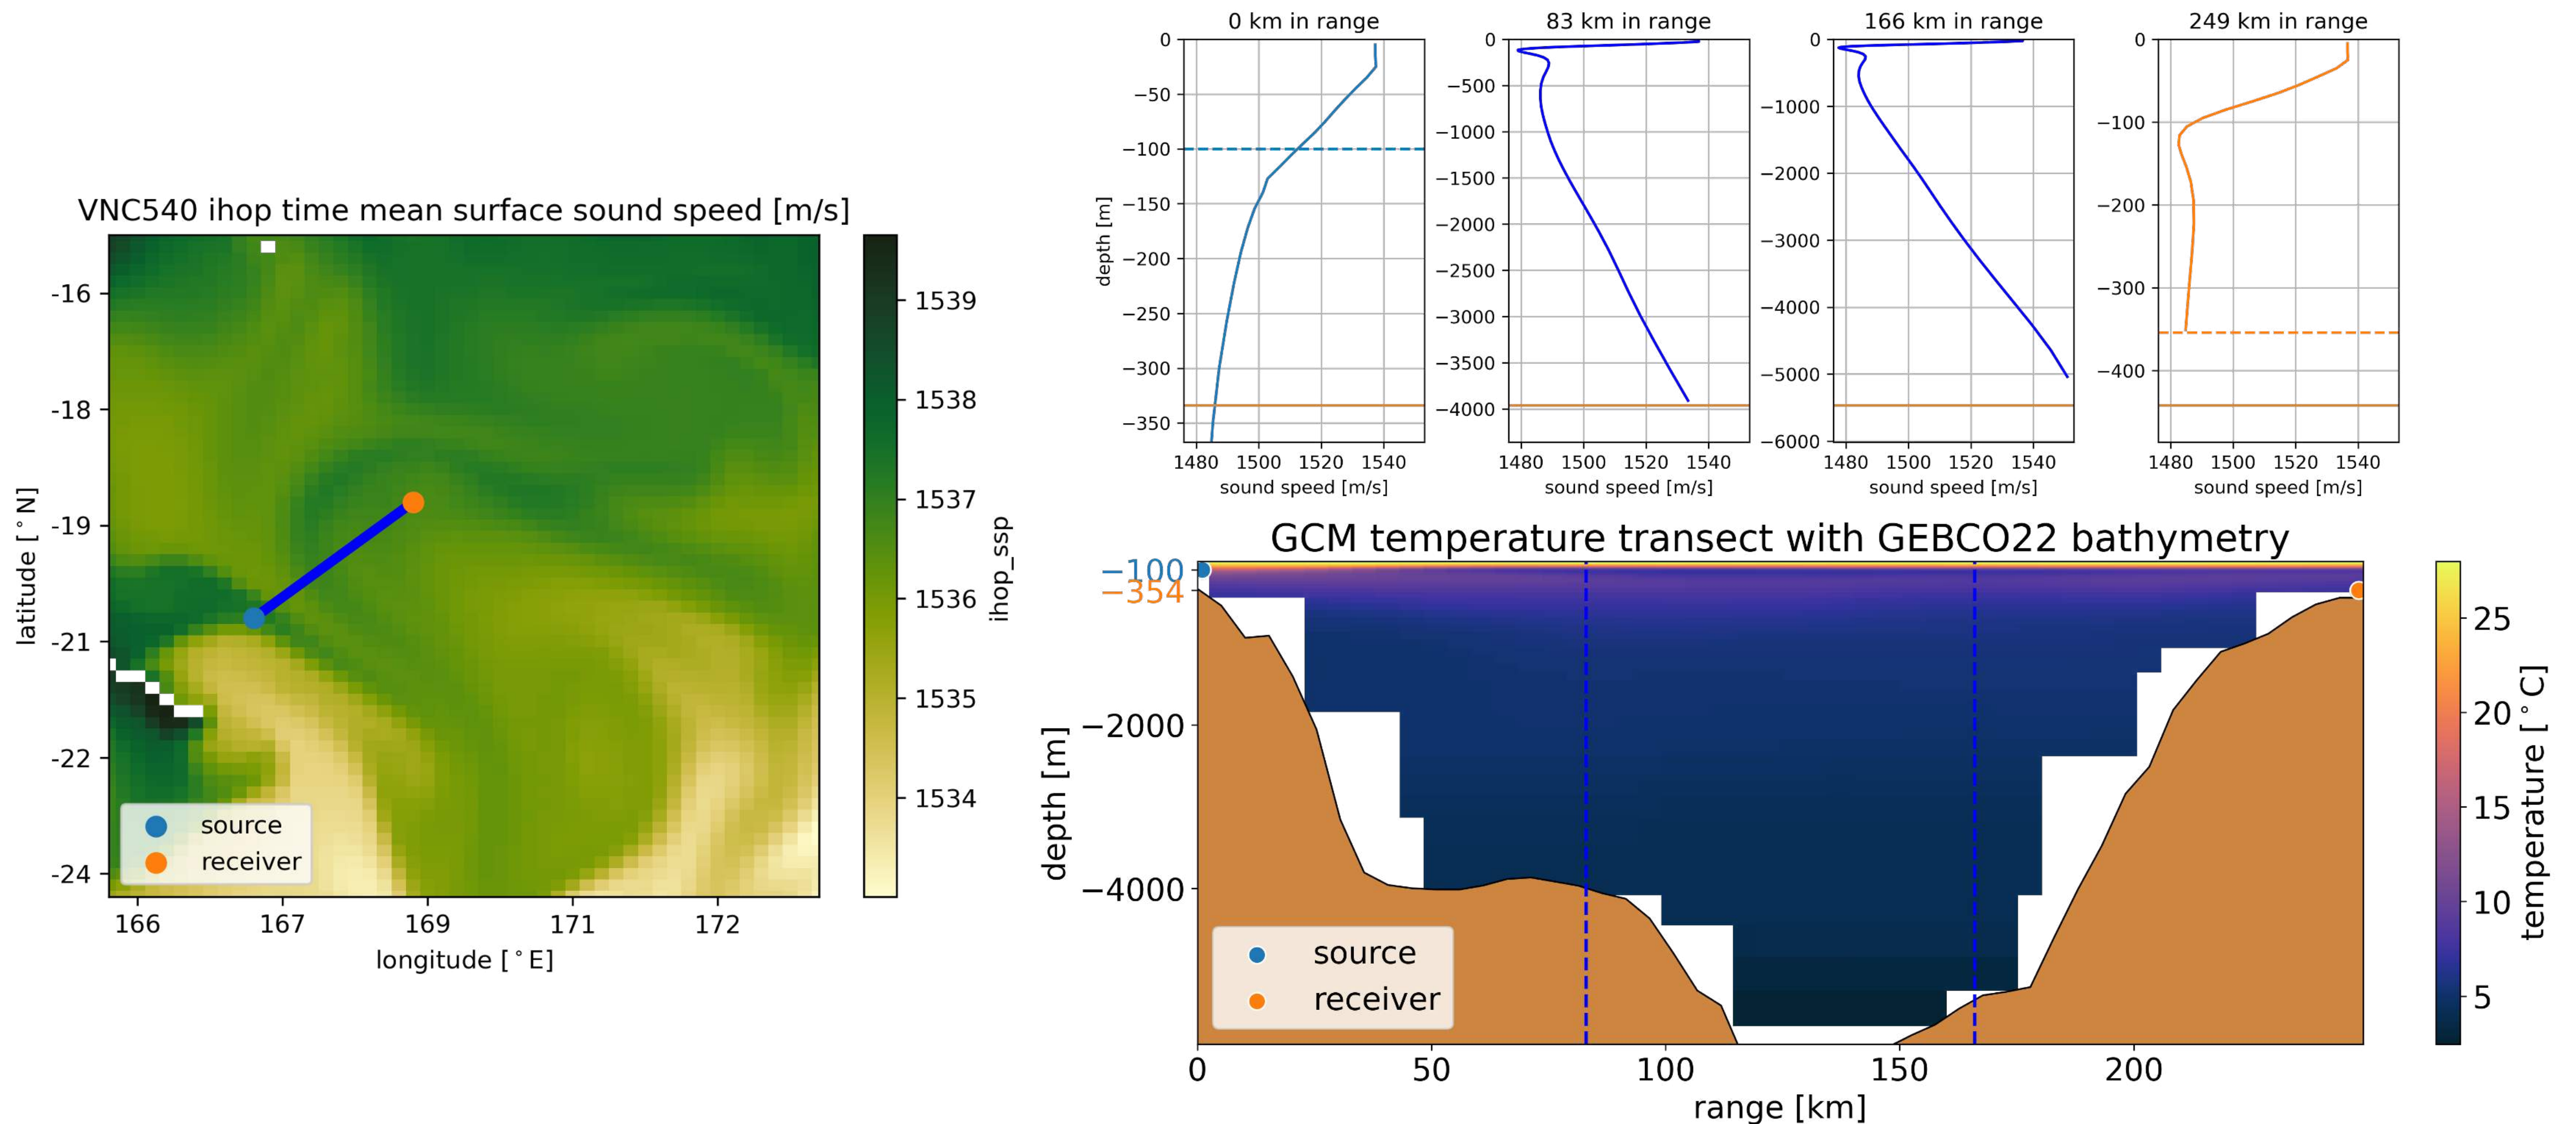 VNC540 ihop time mean surface sound speed [m/s]
-16
-18
-19
-21
-22
-24
latitude [°N]
166
167
169
171
172
longitude [°E]
source
receiver
1539
1538
1537
1536
1535
1534
ihop_ssp
0 km in range
0
−50
−100
−150
−200
−250
−300
−350
depth [m]
1480 1500 1520 1540
sound speed [m/s]
83 km in range
0
−500
−1000
−1500
−2000
−2500
−3000
−3500
−4000
1480 1500 1520 1540
sound speed [m/s]
166 km in range
0
−1000
−2000
−3000
−4000
−5000
−6000
1480 1500 1520 1540
sound speed [m/s]
249 km in range
0
−100
−200
−300
−400
1480 1500 1520 1540
sound speed [m/s]
GCM temperature transect with GEBCO22 bathymetry
−100
−354
−2000
−4000
depth [m]
source
receiver
0 50 100 150 200
range [km]
25
20
15
10
5
temperature [°C]